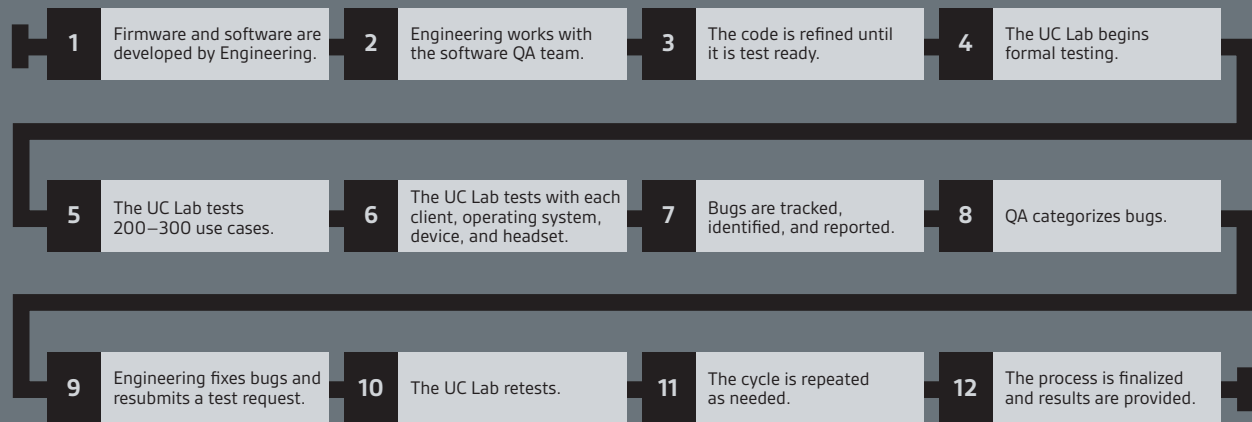 1
Firmware and software are
developed by Engineering.
2
Engineering works with
the software QA team.
3
The code is refined until
it is test ready.
4
The UC Lab begins
formal testing.
5
The UC Lab tests
200–300 use cases.
6
The UC Lab tests with each
client, operating system,
device, and headset.
7
Bugs are tracked,
identified, and reported.
8
QA categorizes bugs.
9
Engineering fixes bugs and
resubmits a test request.
10
The UC Lab retests.
11
The cycle is repeated
as needed.
12
The process is finalized
and results are provided.